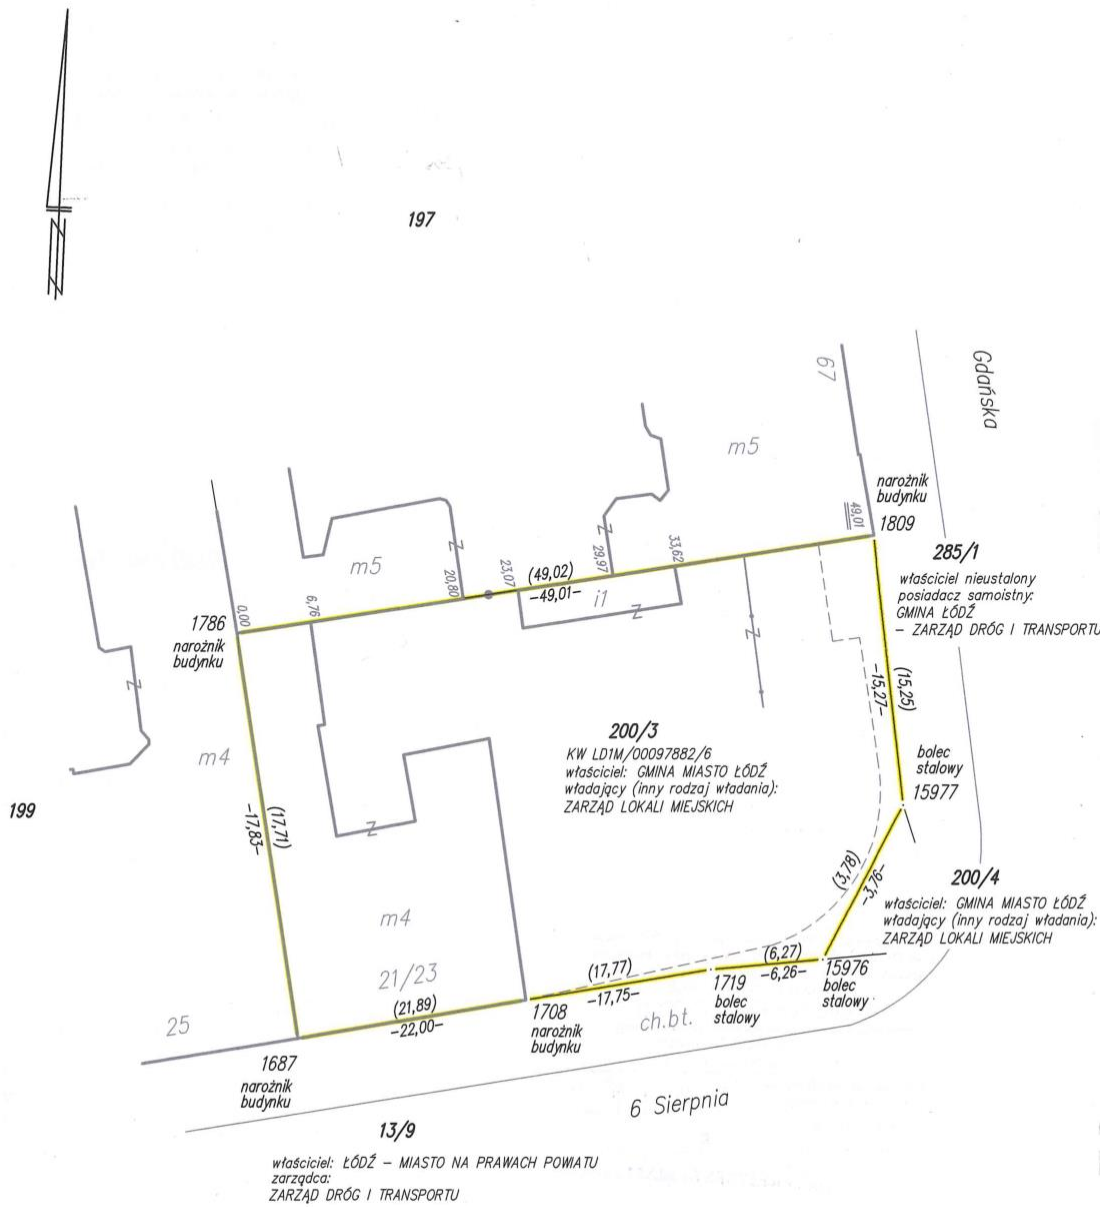 197
67
Gdańska
m5
narożnik
budynku
49,01
1809
285/1
właściciel nieustalony
posiadacz samoistny:
GMINA ŁÓDŹ
– ZARZĄD DRÓG I TRANSPORTU
m5
Z
Z
20,80
23,07
(49,02)
–49,01–
29,97
33,62
i1
Z
1786
narożnik
budynku
0,00
6,76
Z
Z
(15,25)
–15,27–
200/3
KW LD1M/00097882/6
właściciel: GMINA MIASTO ŁÓDŹ
władający (inny rodzaj władania):
ZARZĄD LOKALI MIEJSKICH
m4
bolec
stalowy
15977
199
(17,71)
–17,83–
Z
(3,78)
–3,76–
200/4
właściciel: GMINA MIASTO ŁÓDŹ
władający (inny rodzaj władania):
ZARZĄD LOKALI MIEJSKICH
m4
21/23
(6,27)
–6,26–
15976
bolec
stalowy
(17,77)
–17,75–
1719
bolec
stalowy
(21,89)
–22,00–
1708
narożnik
budynku
ch.bt.
25
1687
narożnik
budynku
6 Sierpnia
13/9
właściciel: ŁÓDŹ – MIASTO NA PRAWACH POWIATU
zarządca:
ZARZĄD DRÓG I TRANSPORTU